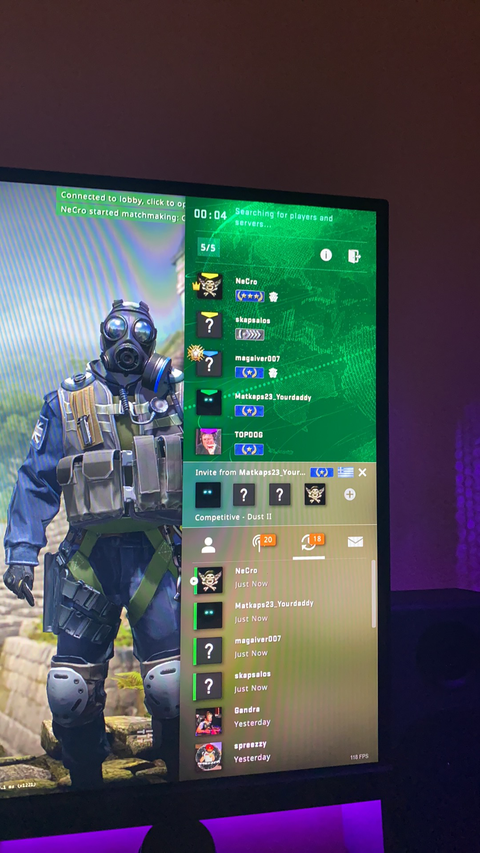 Connected to lobby, click to op
NeCro started matchmaking: C
00:04 Searching for players and
servers...
5/5
NeCro
skapsalos
?
magaiver007
?
Matkaps23_Yourdaddy
TOPDOG
Invite from Matkaps23_Your...
? ?
Competitive - Dust II
20
18
NeCro
Just Now
Matkaps23_Yourdaddy
Just Now
magaiver007
?
Just Now
skapsalos
?
Just Now
Gandra
Yesterday
spreezzy
Yesterday
118 FPS